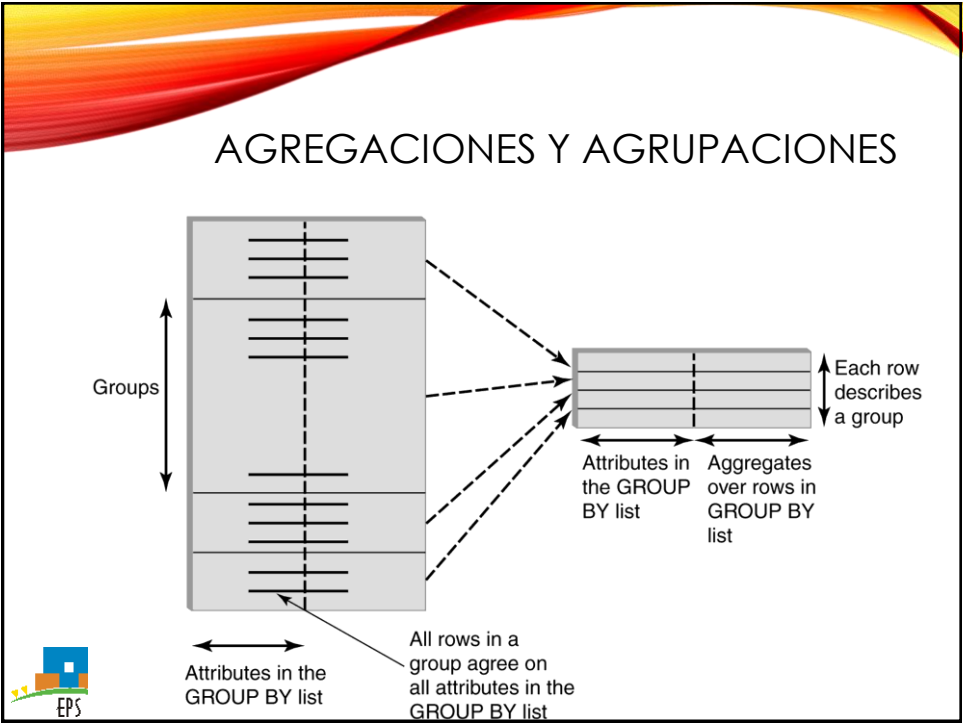 AGREGACIONES Y AGRUPACIONES
Groups
Each row
describes
a group
Attributes in
the GROUP
BY list
Aggregates
over rows in
GROUP BY
list
Attributes in the
GROUP BY list
All rows in a
group agree on
all attributes in the
GROUP BY list
EPS